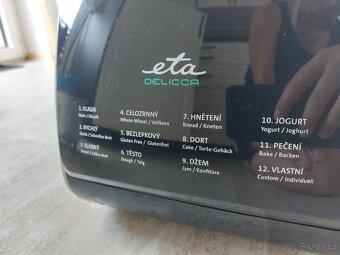 eta
DELICCA
1. KLASIK
Basic / Klassik
2. RYCHLÝ
Quick / Schnelles Brot
3. SLADKÝ
Sweet / Süßes Brot
4. CELOZRNNÝ
Whole-Wheat / Vollkorn
5. BEZLEPKOVÝ
Gluten Free / Glutenfrei
6. TĚSTO
Dough / Teig
7. HNĚTENÍ
Knead / Kneten
8. DORT
Cake / Torte-Gebäck
9. DŽEM
Jam / Konfitüre
10. JOGURT
Yogurt / Joghurt
11. PEČENÍ
Bake / Backen
12. VLASTNÍ
Custom / Individuell